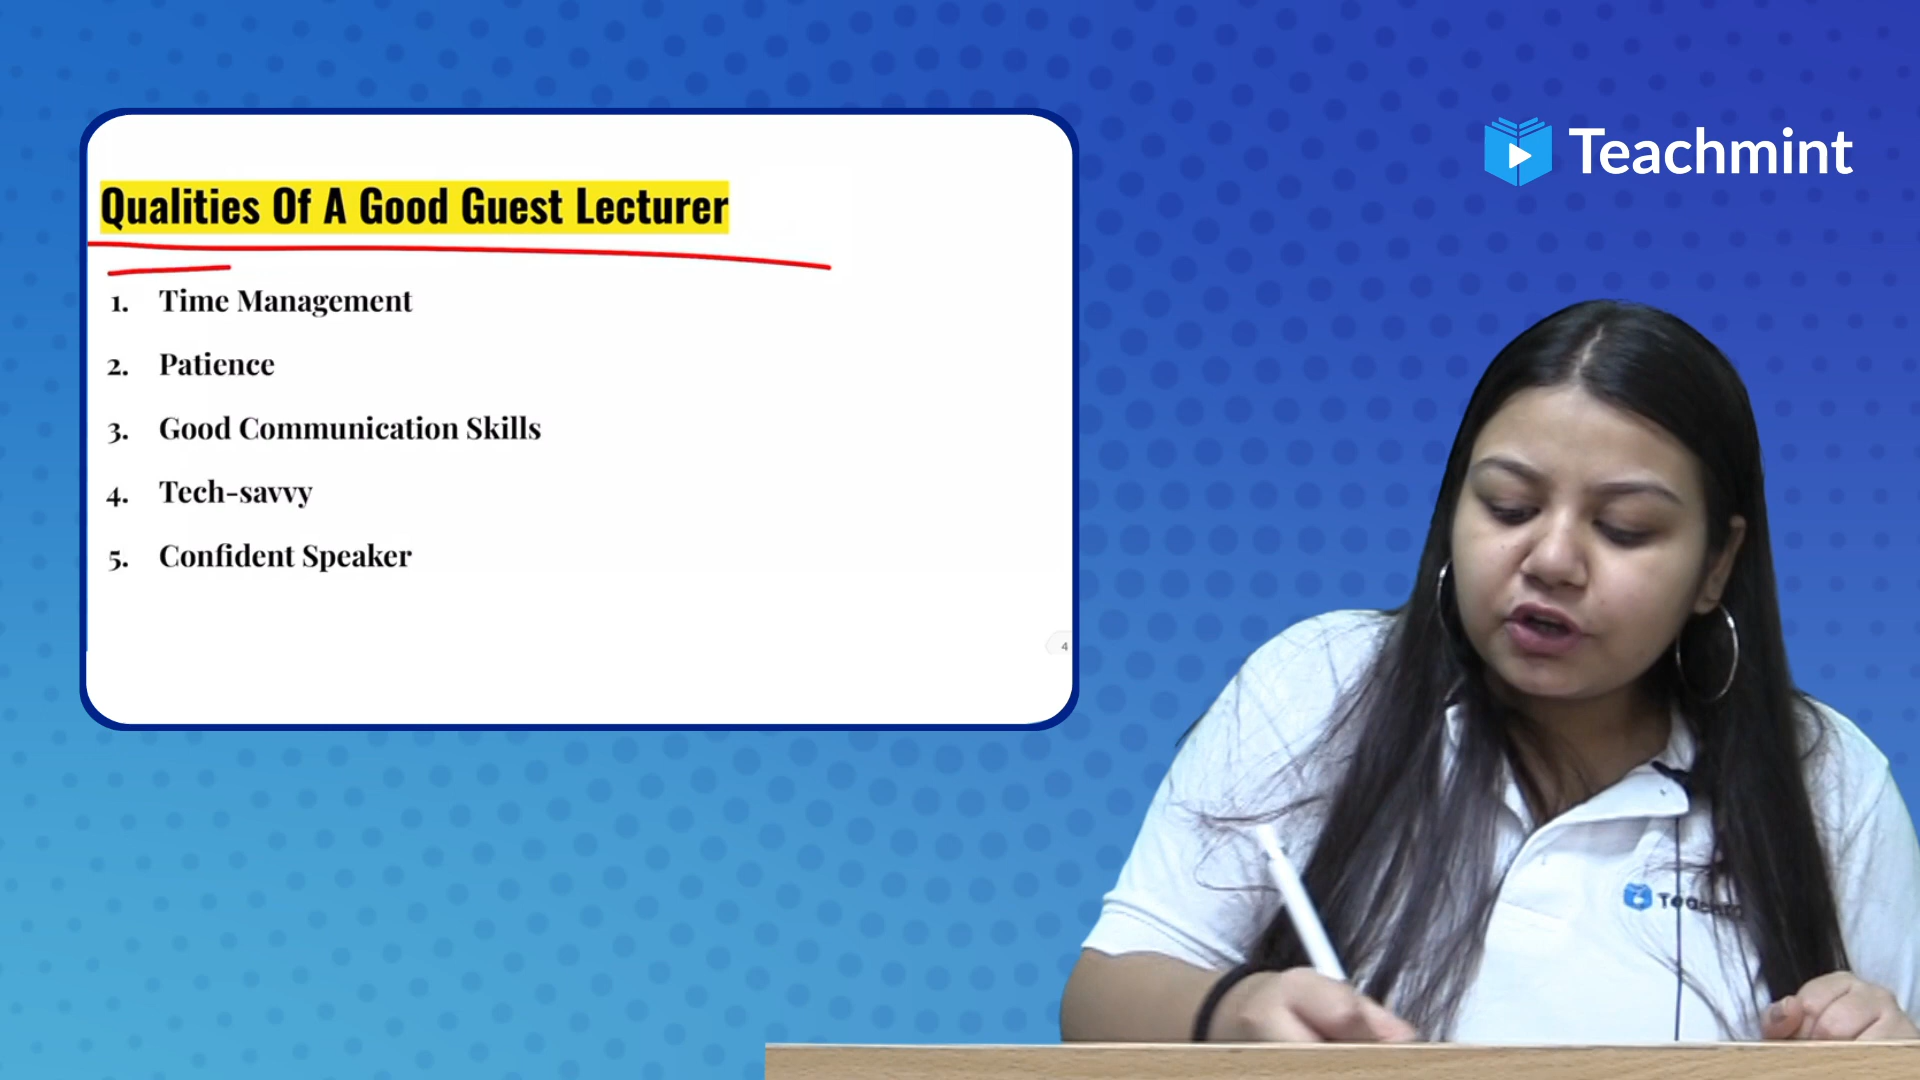 Teachmint
Qualities Of A Good Guest Lecturer
1. Time Management
2. Patience
3. Good Communication Skills
4. Tech-savvy
5. Confident Speaker
4